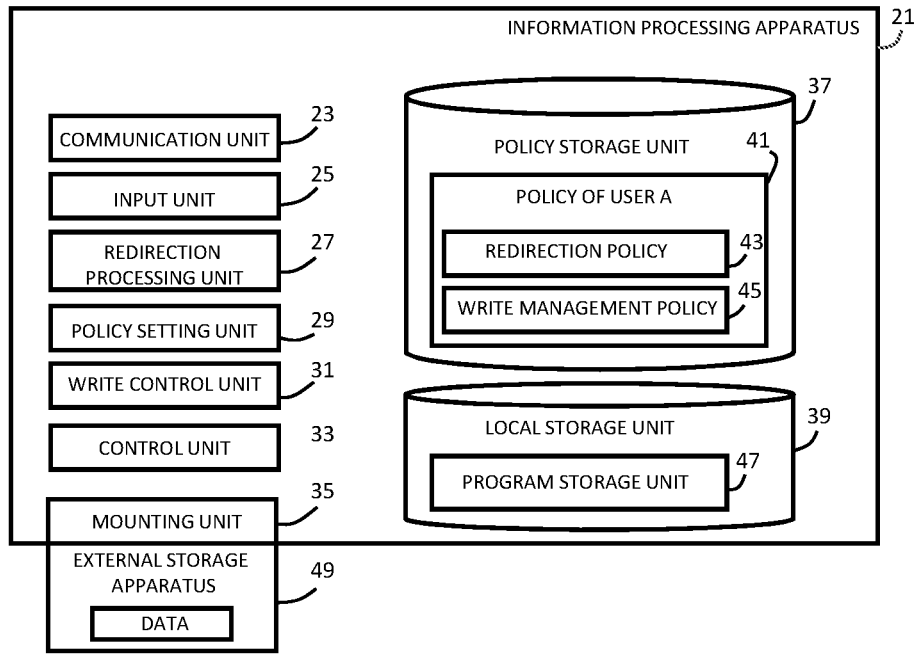 INFORMATION PROCESSING APPARATUS
21
COMMUNICATION UNIT
23
INPUT UNIT
25
REDIRECTION
PROCESSING UNIT
27
POLICY SETTING UNIT
29
WRITE CONTROL UNIT
31
CONTROL UNIT
33
MOUNTING UNIT
35
EXTERNAL STORAGE
APPARATUS
49
DATA
37
POLICY STORAGE UNIT
41
POLICY OF USER A
REDIRECTION POLICY
43
WRITE MANAGEMENT POLICY
45
LOCAL STORAGE UNIT
39
PROGRAM STORAGE UNIT
47